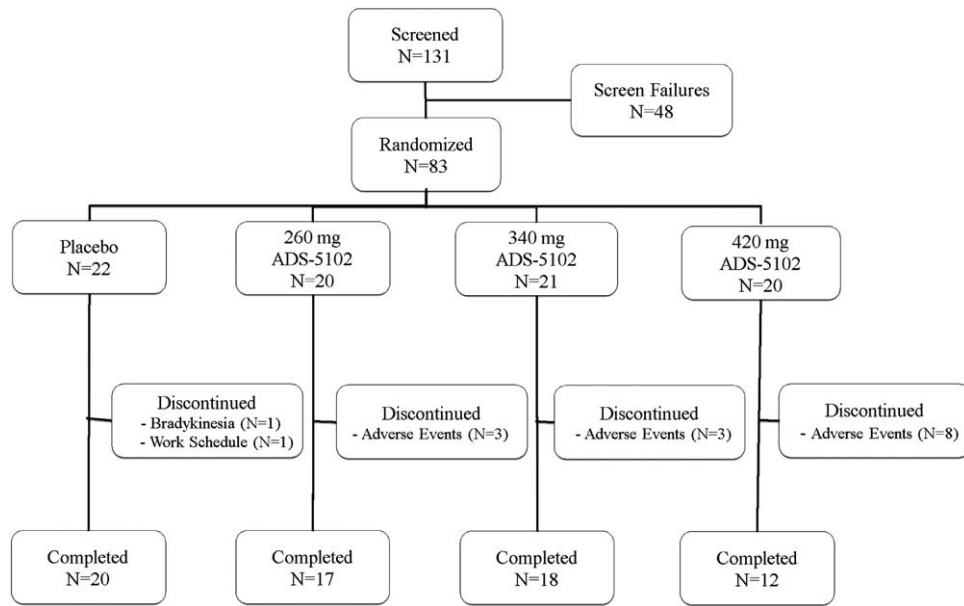 Screened
N=131
Screen Failures
N=48
Randomized
N=83
Placebo
N=22
260 mg
ADS-5102
N=20
340 mg
ADS-5102
N=21
420 mg
ADS-5102
N=20
Discontinued
- Bradykinesia (N=1)
- Work Schedule (N=1)
Discontinued
- Adverse Events (N=3)
Discontinued
- Adverse Events (N=3)
Discontinued
- Adverse Events (N=8)
Completed
N=20
Completed
N=17
Completed
N=18
Completed
N=12